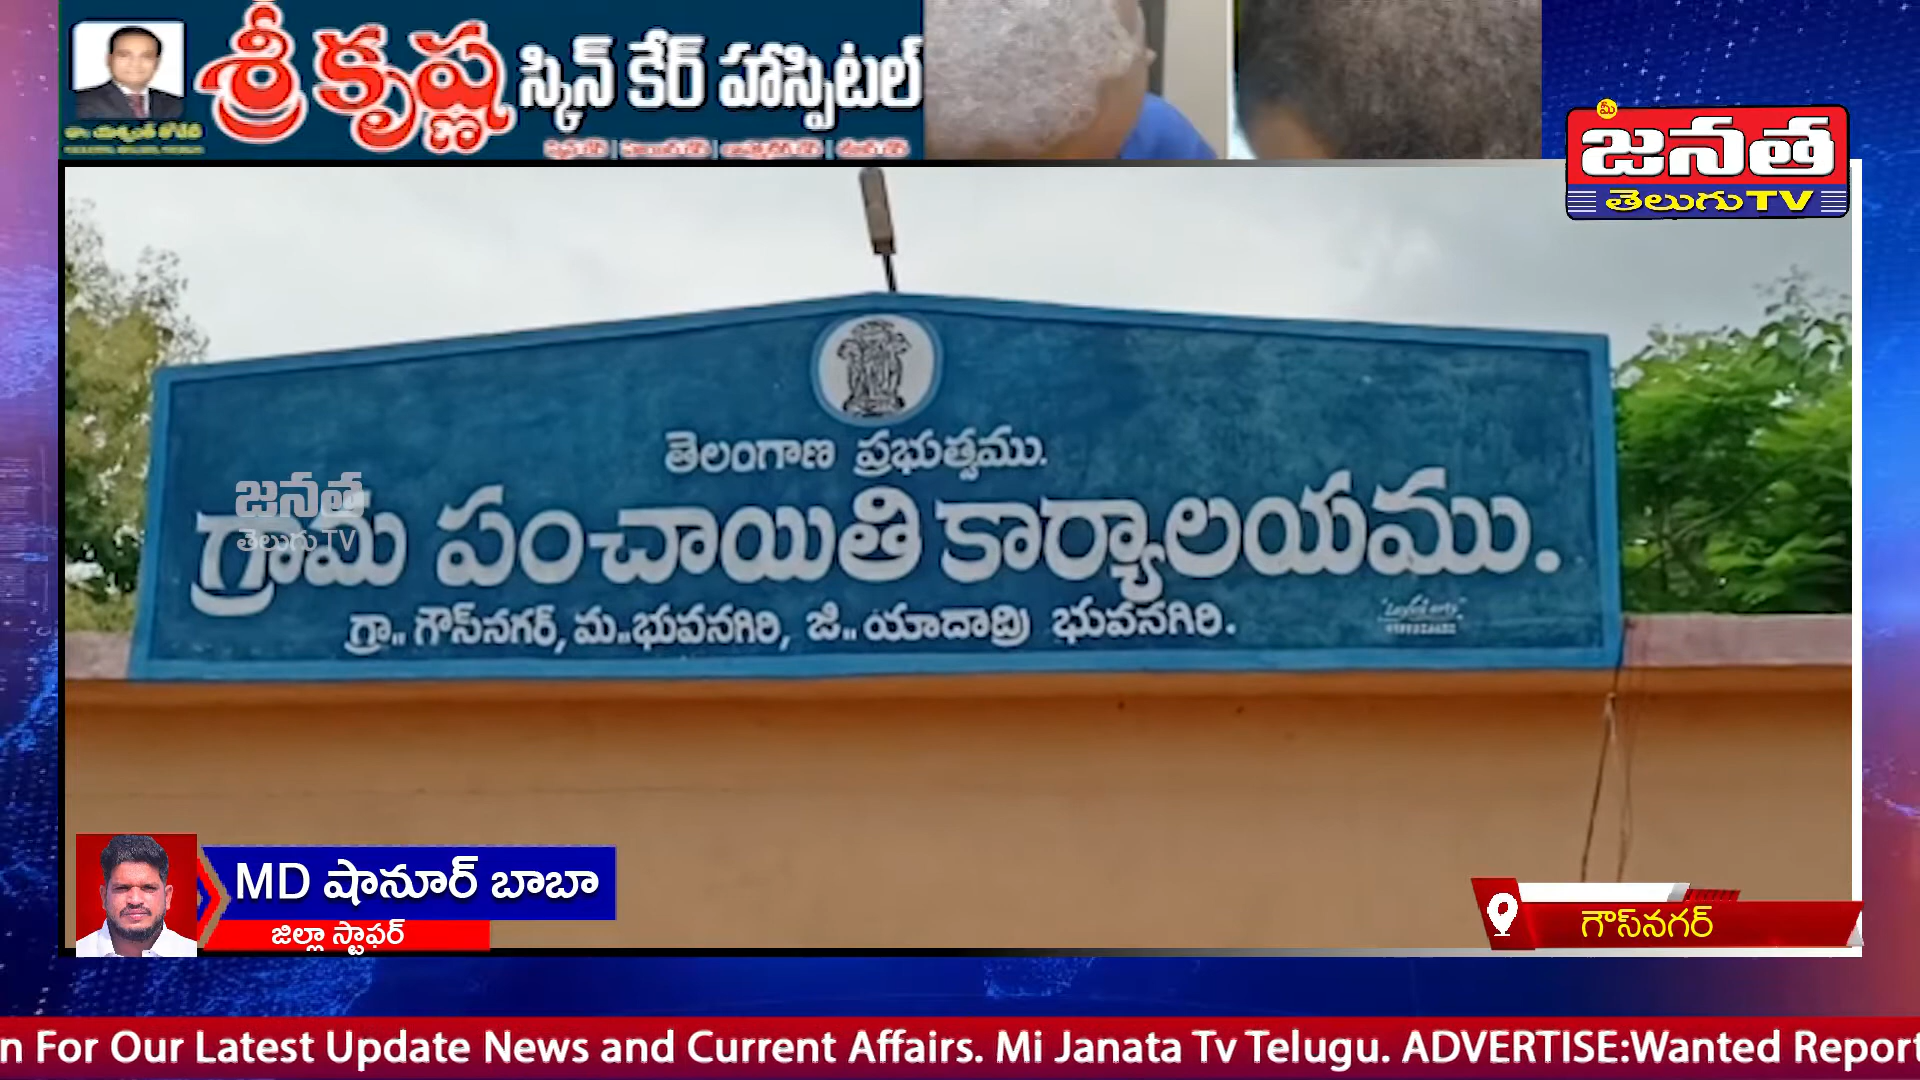 శ్రీకృష్ణ స్కిన్ కేర్ హాస్పిటల్
మీ
జనత
తెలుగు TV
తెలంగాణ ప్రభుత్వము.
జనత
తెలుగు TV
గ్రామ పంచాయితి కార్యాలయము.
గ్రా.. గౌస్‌నగర్, మ..భువనగిరి, జి.. యాదాద్రి భువనగిరి.
MD షానూర్ బాబా
జిల్లా స్టాఫర్
గౌస్‌నగర్
n For Our Latest Update News and Current Affairs. Mi Janata Tv Telugu. ADVERTISE:Wanted Report